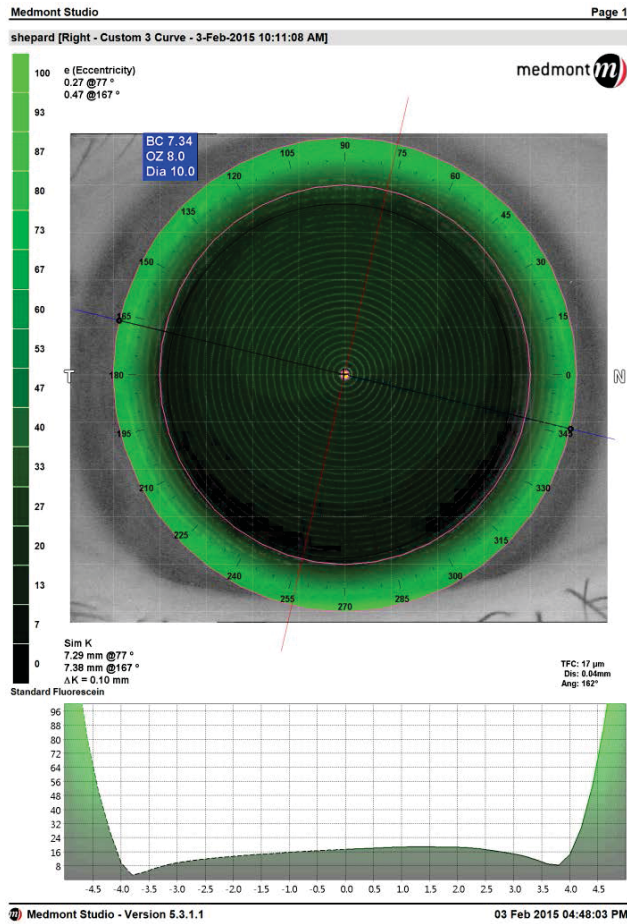 Medmont Studio Page 1
shepard [Right - Custom 3 Curve - 3-Feb-2015 10:11:08 AM]
100
93
87
80
73
67
60
53
47
40
33
27
20
13
7
0
e (Eccentricity)
0.27 @77 °
0.47 @167 °
medmont m
BC 7.34
OZ 8.0
Dia 10.0
90
105 75
120 60
135 45
150 30
165 15
T 180 0 N
195 345
210 330
225 315
240 300
255 285
270
Sim K
7.29 mm @77 °
7.38 mm @167 °
ΔK = 0.10 mm
TFC: 17 µm
Dis: 0.04mm
Ang: 162°
Standard Fluorescein
96
88
80
72
64
56
48
40
32
24
16
8
-4.5 -4.0 -3.5 -3.0 -2.5 -2.0 -1.5 -1.0 -0.5 0.0 0.5 1.0 1.5 2.0 2.5 3.0 3.5 4.0 4.5
m Medmont Studio - Version 5.3.1.1 03 Feb 2015 04:48:03 PM